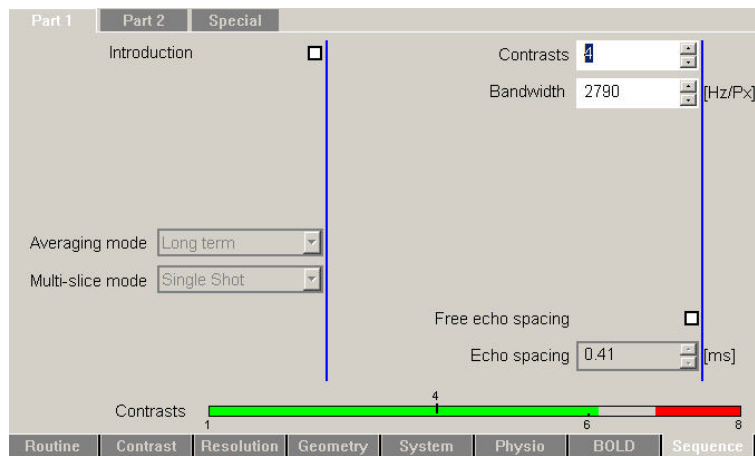 Part 1 Part 2 Special
Introduction
Contrasts 4
Bandwidth 2790 [Hz/Px]
Averaging mode Long term
Multi-slice mode Single Shot
Free echo spacing
Echo spacing 0.41 [ms]
4
Contrasts
1 6 8
Routine Contrast Resolution Geometry System Physio BOLD Sequence